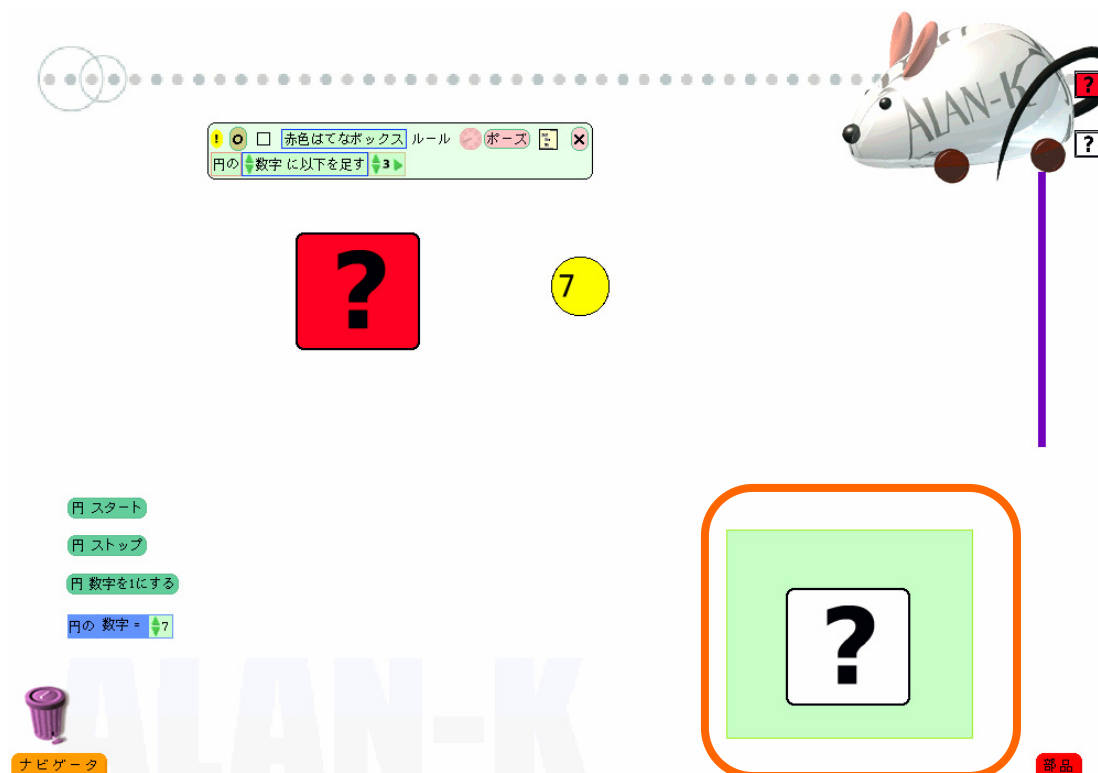 ALAN-K
?
?
! 赤色はてなボックス ルール ポーズ ×
円の 数字 に以下を足す 3
?
7
円 スタート
円 ストップ
円 数字を1にする
円の 数字 = 7
?
ALAN-K
ナビゲータ
部品